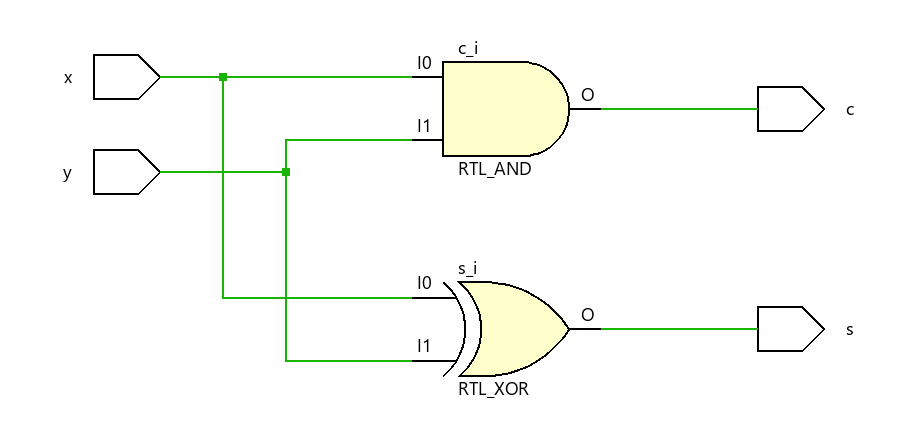 c_i
x
I0
O
c
I1
y
RTL_AND
s_i
I0
O
s
I1
RTL_XOR